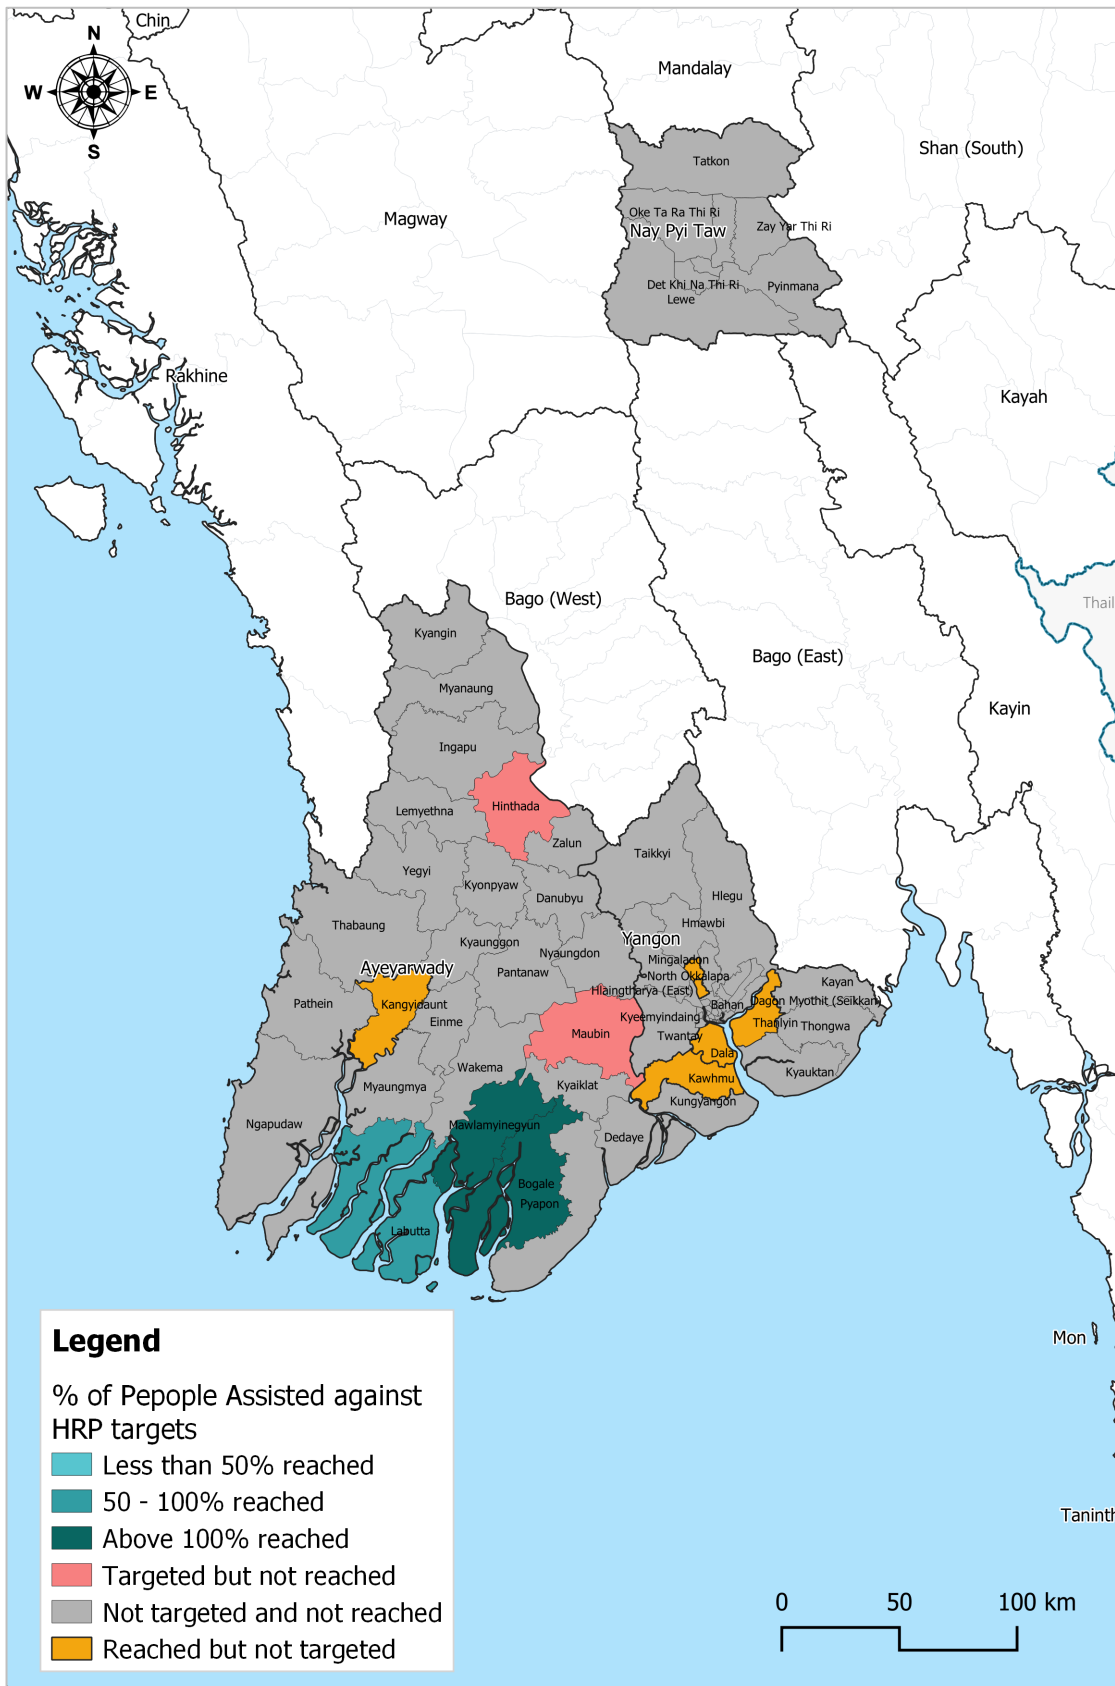 Chin
N
W
E
S
Mandalay
Shan (South)
Tatkon
Magway
Oke Ta Ra Thi Ri
Zay Yar Thi Ri
Nay Pyi Taw
Det Khi Na Thi Ri
Pyinmana
Lewe
Rakhine
Kayah
Bago (West)
Thail
Kyangin
Bago (East)
Myanaung
Kayin
Ingapu
Hinthada
Lemyethna
Zalun
Taikkyi
Yegyi
Kyonpyaw
Danubyu
Hlegu
Thabaung
Hmawbi
Kyaunggon
Yangon
Nyaungdon
Mingaladon
Ayeyarwady
Pantanaw
North Okkalapa
Kayan
Hlaingtharya (East)
Pathein
Kangyidaunt
Bahan
Dagon Myothit (Seikkan)
Einme
Kyeemyindaing
Thanlyin
Thongwa
Maubin
Twantay
Dala
Wakema
Kyauktan
Kawhmu
Myaungmya
Kyaiklat
Kungyangon
Ngapudaw
Mawlamyinegyun
Dedaye
Bogale
Pyapon
Labutta
Mon
Taninth
Legend
% of Pepople Assisted against
HRP targets
Less than 50% reached
50 - 100% reached
Above 100% reached
Targeted but not reached
Not targeted and not reached
Reached but not targeted
0 50 100 km